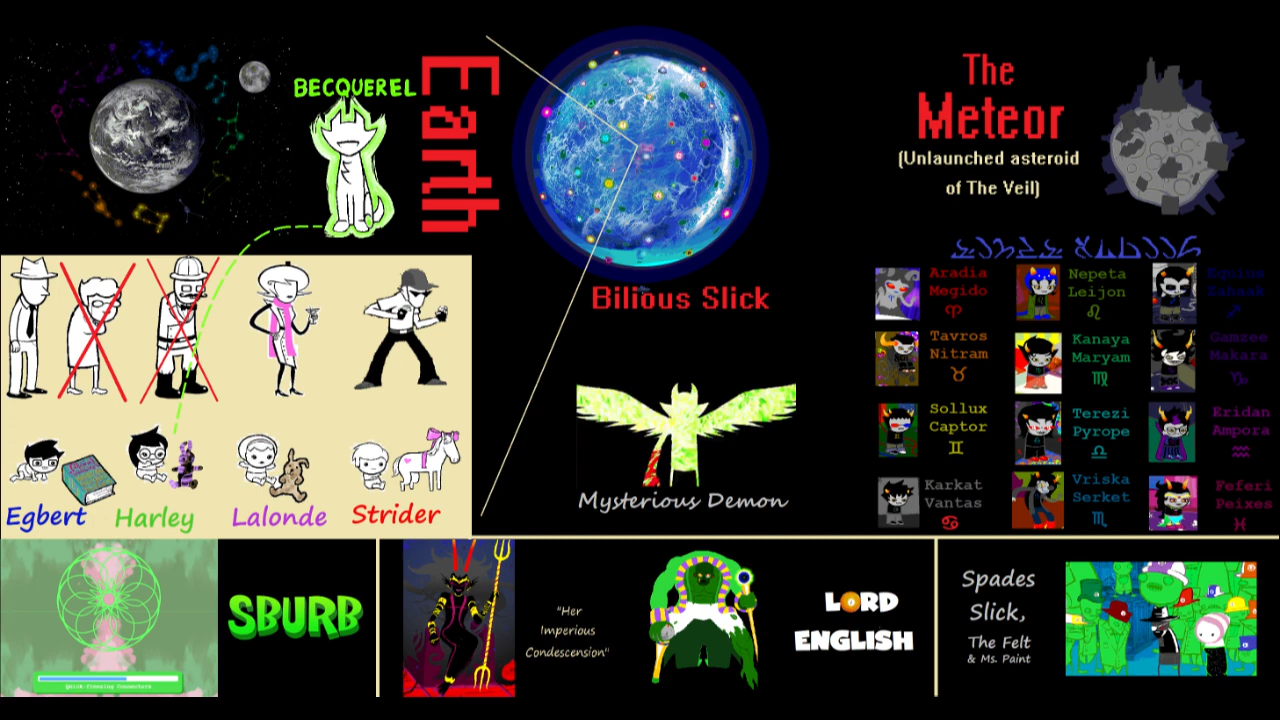 BECQUEREL
Earth
The
Meteor
(Unlaunched asteroid
of The Veil)
Bilious Slick
Mysterious Demon
Aradia
Megido
♈
Nepeta
Leijon
♌
Equius
Zahaak
♐
Tavros
Nitram
♉
Kanaya
Maryam
♍
Gamzee
Makara
♑
Sollux
Captor
♊
Terezi
Pyrope
♎
Eridan
Ampora
♒
Karkat
Vantas
♋
Vriska
Serket
♏
Feferi
Peixes
♓
Egbert
Harley
Lalonde
Strider
SBURB
"Her
Imperious
Condescension"
LORD
ENGLISH
Spades
Slick,
The Felt
& Ms. Paint